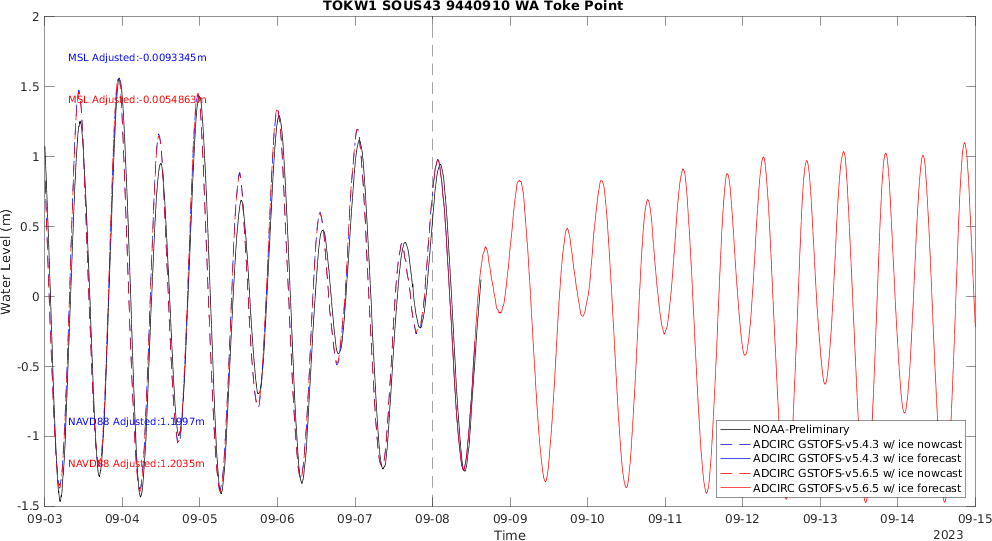 TOKW1 SOUS43 9440910 WA Toke Point
2
1.5
1
0.5
0
-0.5
-1
-1.5
Water Level (m)
MSL Adjusted:-0.0093345m
MSL Adjusted:-0.0054863m
NAVD88 Adjusted:1.1997m
NAVD88 Adjusted:1.2035m
NOAA-Preliminary
ADCIRC GSTOFS-v5.4.3 w/ ice nowcast
ADCIRC GSTOFS-v5.4.3 w/ ice forecast
ADCIRC GSTOFS-v5.6.5 w/ ice nowcast
ADCIRC GSTOFS-v5.6.5 w/ ice forecast
09-03 09-04 09-05 09-06 09-07 09-08 09-09 09-10 09-11 09-12 09-13 09-14 09-15
Time
2023